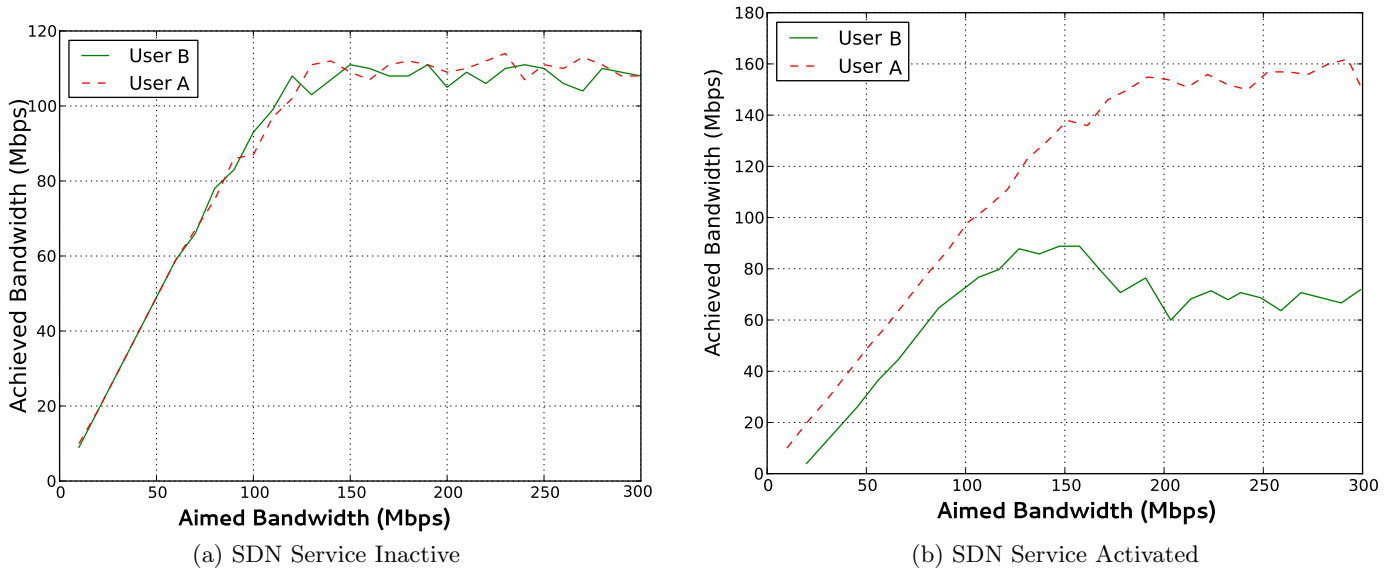 120
100
80
60
40
20
0
Achieved Bandwidth (Mbps)
User B
User A
0 50 100 150 200 250 300
Aimed Bandwidth (Mbps)
(a) SDN Service Inactive
180
160
140
120
100
80
60
40
20
0
Achieved Bandwidth (Mbps)
User B
User A
0 50 100 150 200 250 300
Aimed Bandwidth (Mbps)
(b) SDN Service Activated